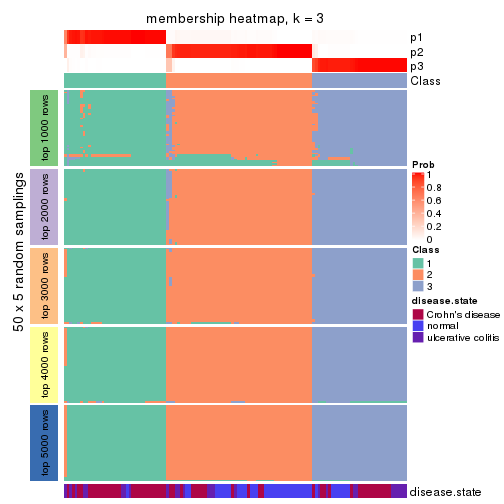 membership heatmap, k = 3
p1
p2
p3
Class
50 x 5 random samplings
top 1000 rows
top 2000 rows
top 3000 rows
top 4000 rows
top 5000 rows
Prob
1
0.8
0.6
0.4
0.2
0
Class
1
2
3
disease.state
Crohn's disease
normal
ulcerative colitis
disease.state